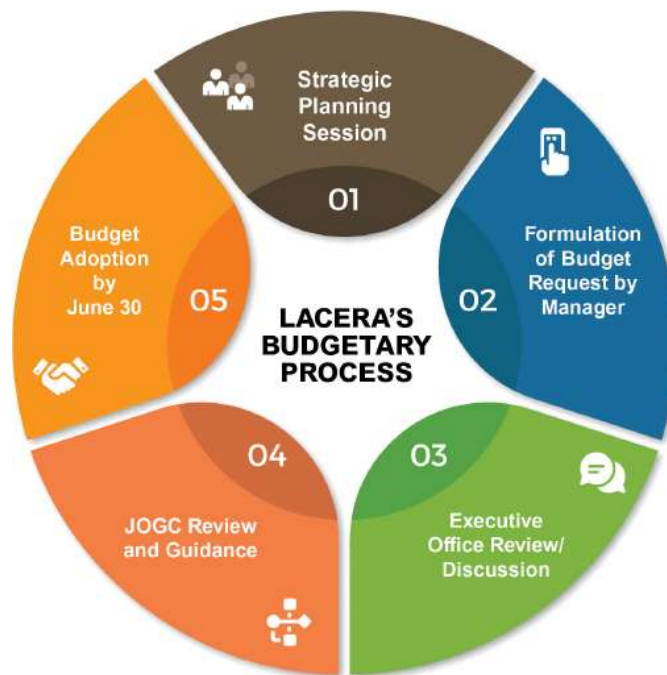 Strategic
Planning
Session
01
Formulation
of Budget
Request by
Manager
02
Executive
Office Review/
Discussion
03
JOGC Review
and Guidance
04
Budget
Adoption
by
June 30
05
LACERA'S
BUDGETARY
PROCESS